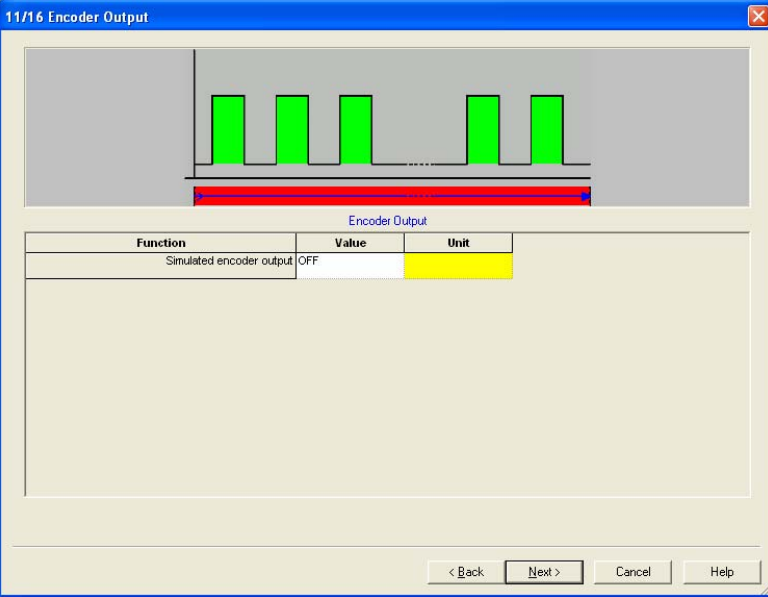 11/16 Encoder Output
Encoder Output
Function Value Unit
Simulated encoder output OFF
< Back Next > Cancel Help